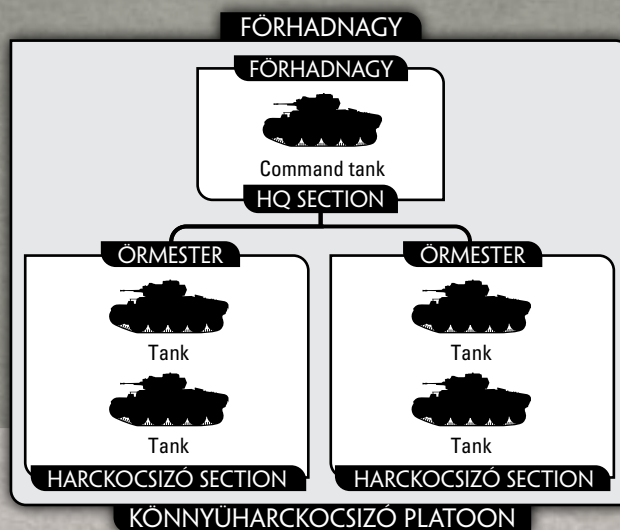 FÖRHADNAGY
FÖRHADNAGY
Command tank
HQ SECTION
ÖRMESTER
ÖRMESTER
Tank
Tank
Tank
Tank
HARCKOCSIZÓ SECTION
HARCKOCSIZÓ SECTION
KÖNNYÜHARCKOCSIZÓ PLATOON